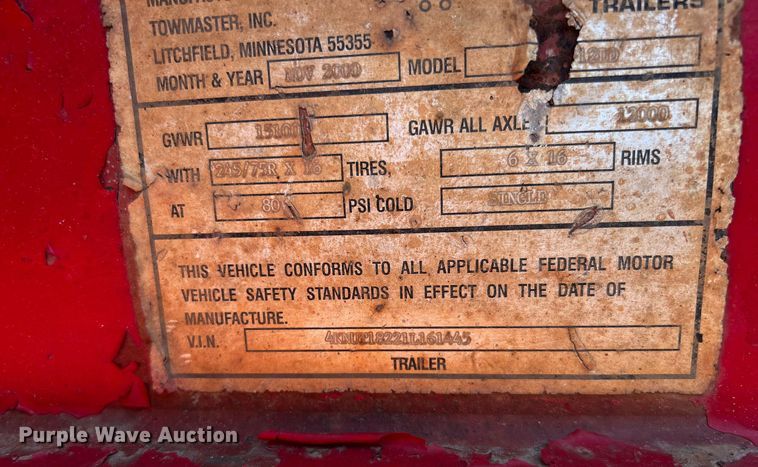 TRAILERS
TOWMASTER, INC.
LITCHFIELD, MINNESOTA 55355
MONTH & YEAR NOV 2000 MODEL
GVWR GAWR ALL AXLE 12000
WITH X 16 TIRES, 6 X 16 RIMS
AT 80 PSI COLD SINGLE
THIS VEHICLE CONFORMS TO ALL APPLICABLE FEDERAL MOTOR
VEHICLE SAFETY STANDARDS IN EFFECT ON THE DATE OF
MANUFACTURE.
V.I.N.
TRAILER
Purple Wave Auction